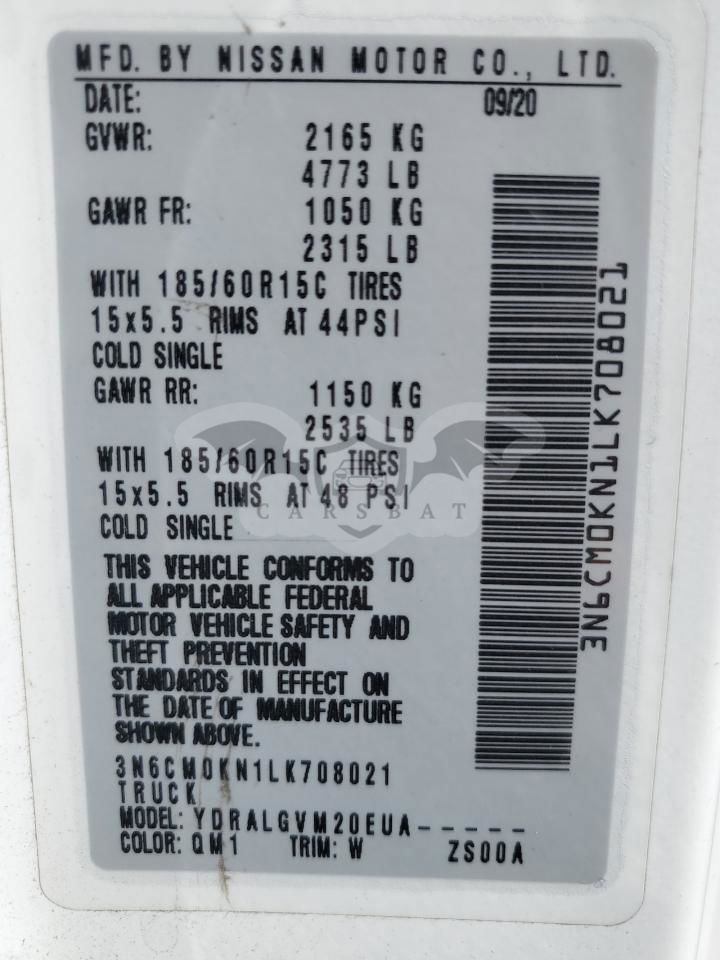 MFD. BY NISSAN MOTOR CO., LTD.
DATE: 09/20
GVWR: 2165 KG
4773 LB
GAWR FR: 1050 KG
2315 LB
WITH 185/60R15C TIRES
15x5.5 RIMS AT 44PSI
COLD SINGLE
GAWR RR: 1150 KG
2535 LB
WITH 185/60R15C TIRES
15x5.5 RIMS AT 48 PSI
COLD SINGLE
CARSBAT
THIS VEHICLE CONFORMS TO
ALL APPLICABLE FEDERAL
MOTOR VEHICLE SAFETY AND
THEFT PREVENTION
STANDARDS IN EFFECT ON
THE DATE OF MANUFACTURE
SHOWN ABOVE.
3N6CM0KN1LK708021
TRUCK
MODEL: YDRALGVM20EUA-----
COLOR: QM1 TRIM: W ZS00A
3N6CM0KN1LK708021